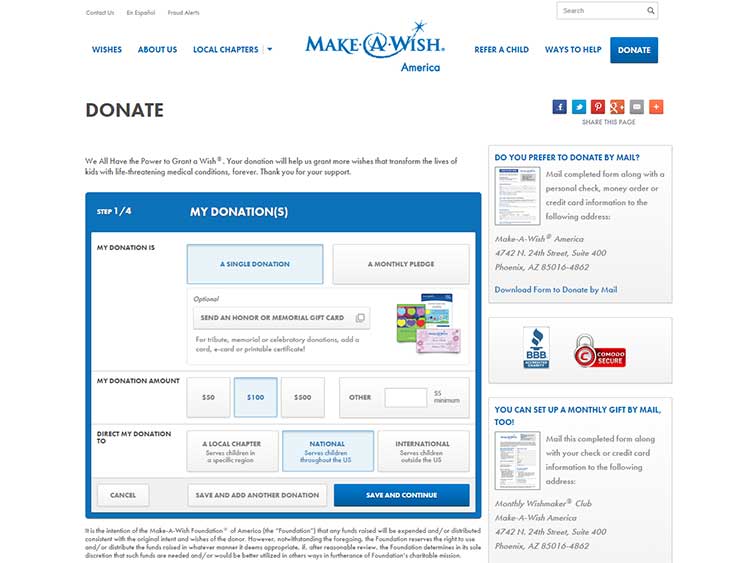 Contact Us En Español Fraud Alerts
Search
WISHES ABOUT US LOCAL CHAPTERS
MAKE·A·WISH®
America
REFER A CHILD WAYS TO HELP DONATE
DONATE
SHARE THIS PAGE
We All Have the Power to Grant a Wish®. Your donation will help us grant more wishes that transform the lives of
kids with life-threatening medical conditions, forever. Thank you for your support.
STEP 1/4 MY DONATION(S)
MY DONATION IS
A SINGLE DONATION
A MONTHLY PLEDGE
Optional
SEND AN HONOR OR MEMORIAL GIFT CARD
For tribute, memorial or celebratory donations, add a
card, e-card or printable certificate!
MY DONATION AMOUNT
$50
$100
$500
OTHER
$5
minimum
DIRECT MY DONATION
TO
A LOCAL CHAPTER
Serves children in
a specific region
NATIONAL
Serves children
throughout the US
INTERNATIONAL
Serves children
outside the US
CANCEL
SAVE AND ADD ANOTHER DONATION
SAVE AND CONTINUE
It is the intention of the Make-A-Wish Foundation® of America (the "Foundation") that any funds raised will be expended and/or distributed
consistent with the original intent and wishes of the donor. However, notwithstanding the foregoing, the Foundation reserves the right to use
and/or distribute the funds raised in whatever manner it deems appropriate, if, after reasonable review, the Foundation determines in its sole
discretion that such funds are needed and/or would be better utilized in others ways in furtherance of Foundation's charitable mission.
DO YOU PREFER TO DONATE BY MAIL?
Mail completed form along with a
personal check, money order or
credit card information to the
following address:
Make-A-Wish® America
4742 N. 24th Street, Suite 400
Phoenix, AZ 85016-4862
Download Form to Donate by Mail
BBB
ACCREDITED
CHARITY
COMODO
SECURE
YOU CAN SET UP A MONTHLY GIFT BY MAIL,
TOO!
Mail this completed form along
with your check or credit card
information to the following
address:
Monthly Wishmaker® Club
Make-A-Wish America
4742 N. 24th Street, Suite 400
Phoenix, AZ 85016-4862